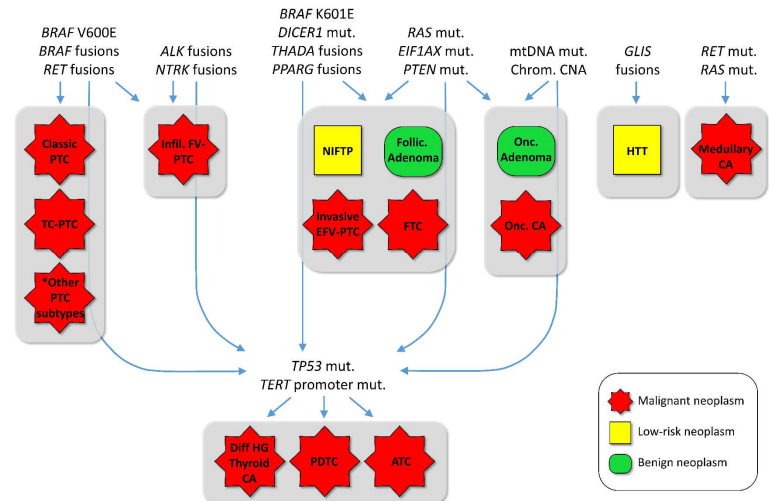 BRAF V600E
BRAF fusions
RET fusions
ALK fusions
NTRK fusions
BRAF K601E
DICER1 mut.
THADA fusions
PPARG fusions
RAS mut.
EIF1AX mut.
PTEN mut.
mtDNA mut.
Chrom. CNA
GLIS
fusions
RET mut.
RAS mut.
Classic
PTC
Infil. FV-
PTC
NIFTP
Follic.
Adenoma
Onc.
Adenoma
HTT
Medullary
CA
TC-PTC
Invasive
EFV-PTC
FTC
Onc. CA
*Other
PTC
subtypes
TP53 mut.
TERT promoter mut.
Diff HG
Thyroid
CA
PDTC
ATC
Malignant neoplasm
Low-risk neoplasm
Benign neoplasm